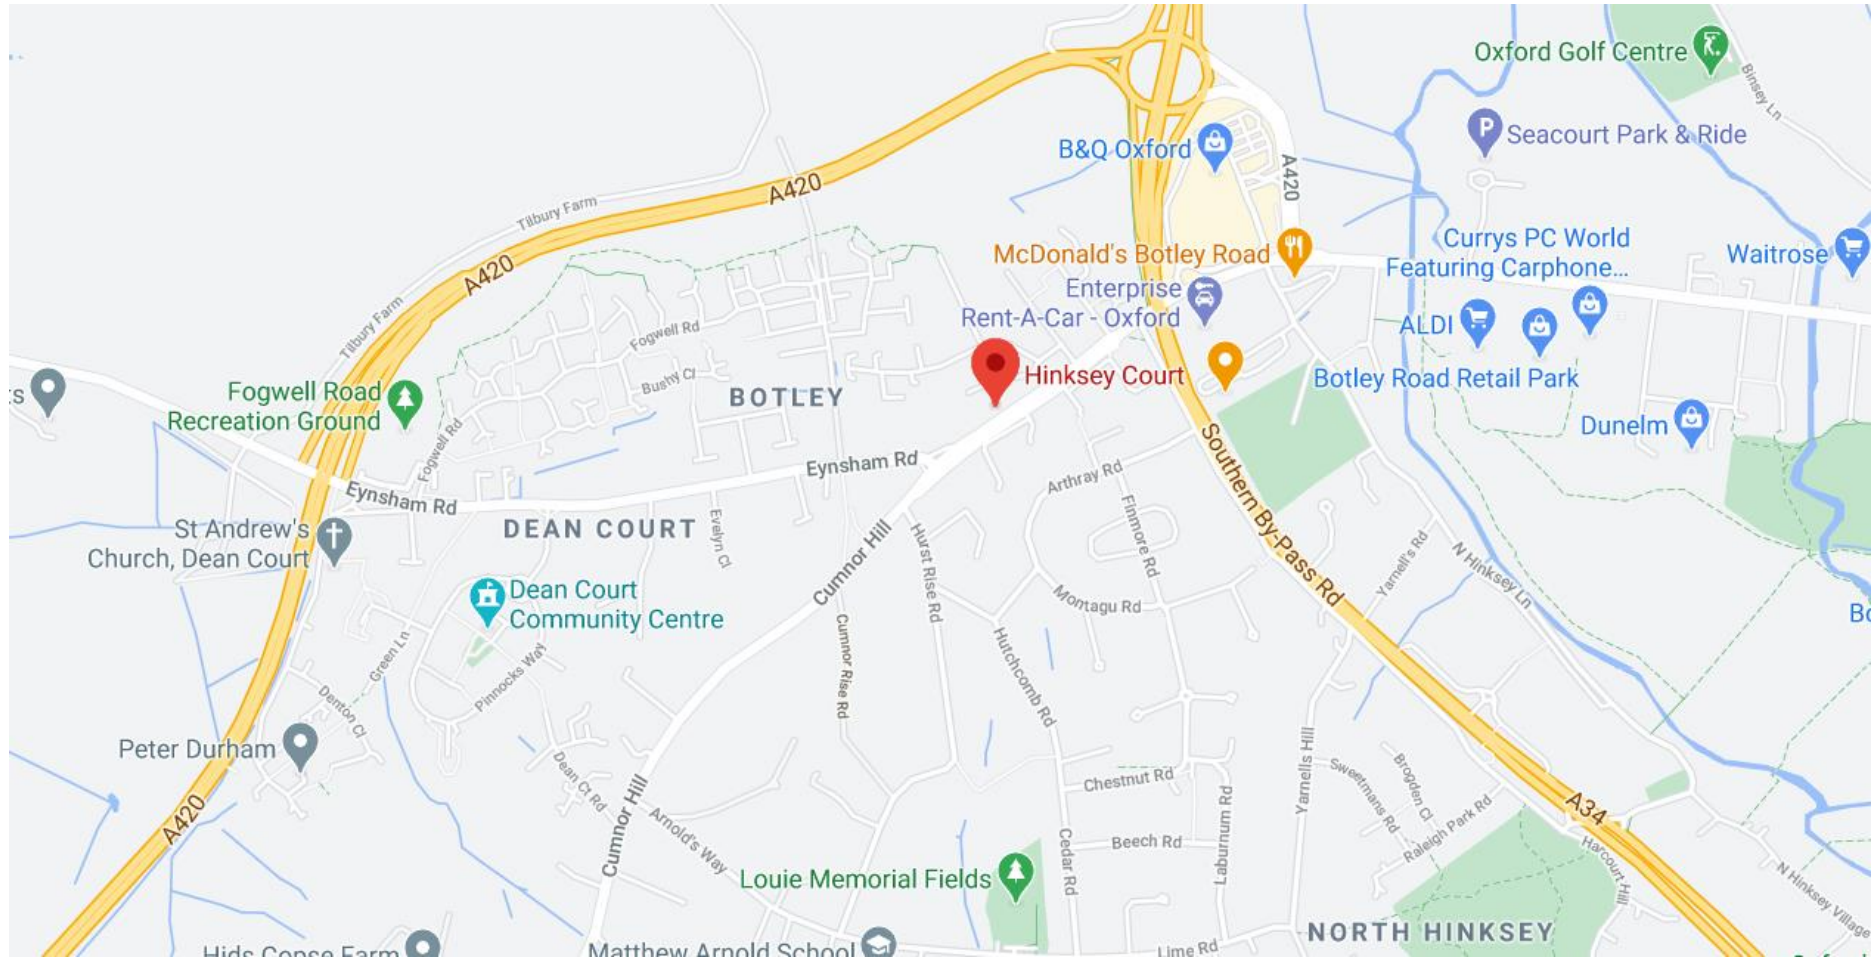 Oxford Golf Centre
Binsey Ln
Seacourt Park & Ride
B&Q Oxford
A420
A420
Tilbury Farm
McDonald's Botley Road
Currys PC World
Featuring Carphone...
Waitrose
A420
Enterprise
Rent-A-Car - Oxford
Tilbury Farm
Fogwell Rd
ALDI
Hinksey Court
Bushy Cl
BOTLEY
Botley Road Retail Park
Fogwell Road
Recreation Ground
Dunelm
Fogwell Rd
Eynsham Rd
Arthray Rd
Southern By-Pass Rd
Eynsham Rd
St Andrew's
Church, Dean Court
DEAN COURT
Evelyn Cl
Cumnor Hill
Hurst Rise Rd
Finmore Rd
Yarnell's Rd
N Hinksey Ln
Dean Court
Community Centre
Montagu Rd
Cumnor Rise Rd
Hutchcomb Rd
Green Ln
Pinnocks Way
Denton Cl
Peter Durham
Dean Ct Rd
Chestnut Rd
Yarnells Hill
Sweetmans Rd
Brogden Cl
Raleigh Park Rd
A34
A420
Cumnor Hill
Arnold's Way
Beech Rd
Laburnum Rd
Cedar Rd
Harcourt Hill
Louie Memorial Fields
N Hinksey Village
NORTH HINKSEY
Lime Rd
Matthew Arnold School
Hids Copse Farm